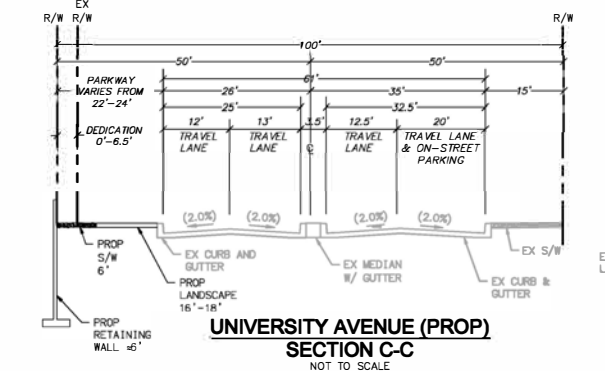 EX
R/W R/W R/W
100'
50' 50'
PARKWAY
VARIES FROM
22'-24'
61'
26' 35' 15'
25' 32.5'
DEDICATION
0'-6.5'
12' 13' 3.5' 12.5' 20'
TRAVEL
LANE
TRAVEL
LANE
℄
TRAVEL
LANE
TRAVEL LANE
& ON-STREET
PARKING
(2.0%) (2.0%) (2.0%) (2.0%)
PROP
S/W
6'
EX CURB AND
GUTTER
PROP
LANDSCAPE
16'-18'
EX MEDIAN
W/ GUTTER
EX S/W
EX CURB &
GUTTER
PROP
RETAINING
WALL ≈6'
UNIVERSITY AVENUE (PROP)
SECTION C-C
NOT TO SCALE